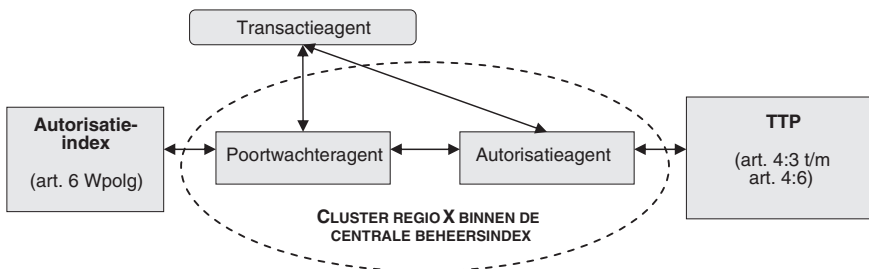 Transactieagent
Autorisatie-
index
(art. 6 Wpolg)
Poortwachteragent
Autorisatieagent
TTP
(art. 4:3 t/m
art. 4:6)
CLUSTER REGIO X BINNEN DE
CENTRALE BEHEERSINDEX